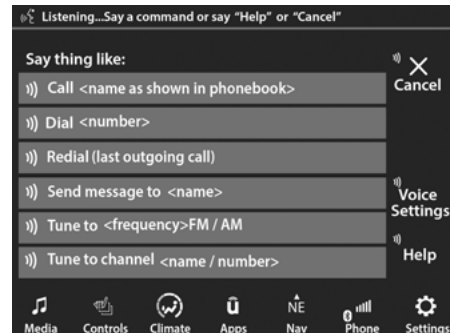 Listening...Say a command or say "Help" or "Cancel"
Say thing like:
Call <name as shown in phonebook>
Dial <number>
Redial (last outgoing call)
Send message to <name>
Tune to <frequency>FM / AM
Tune to channel <name / number>
Cancel
Voice
Settings
Help
ū NE
Media Controls Climate Apps Nav Phone Settings